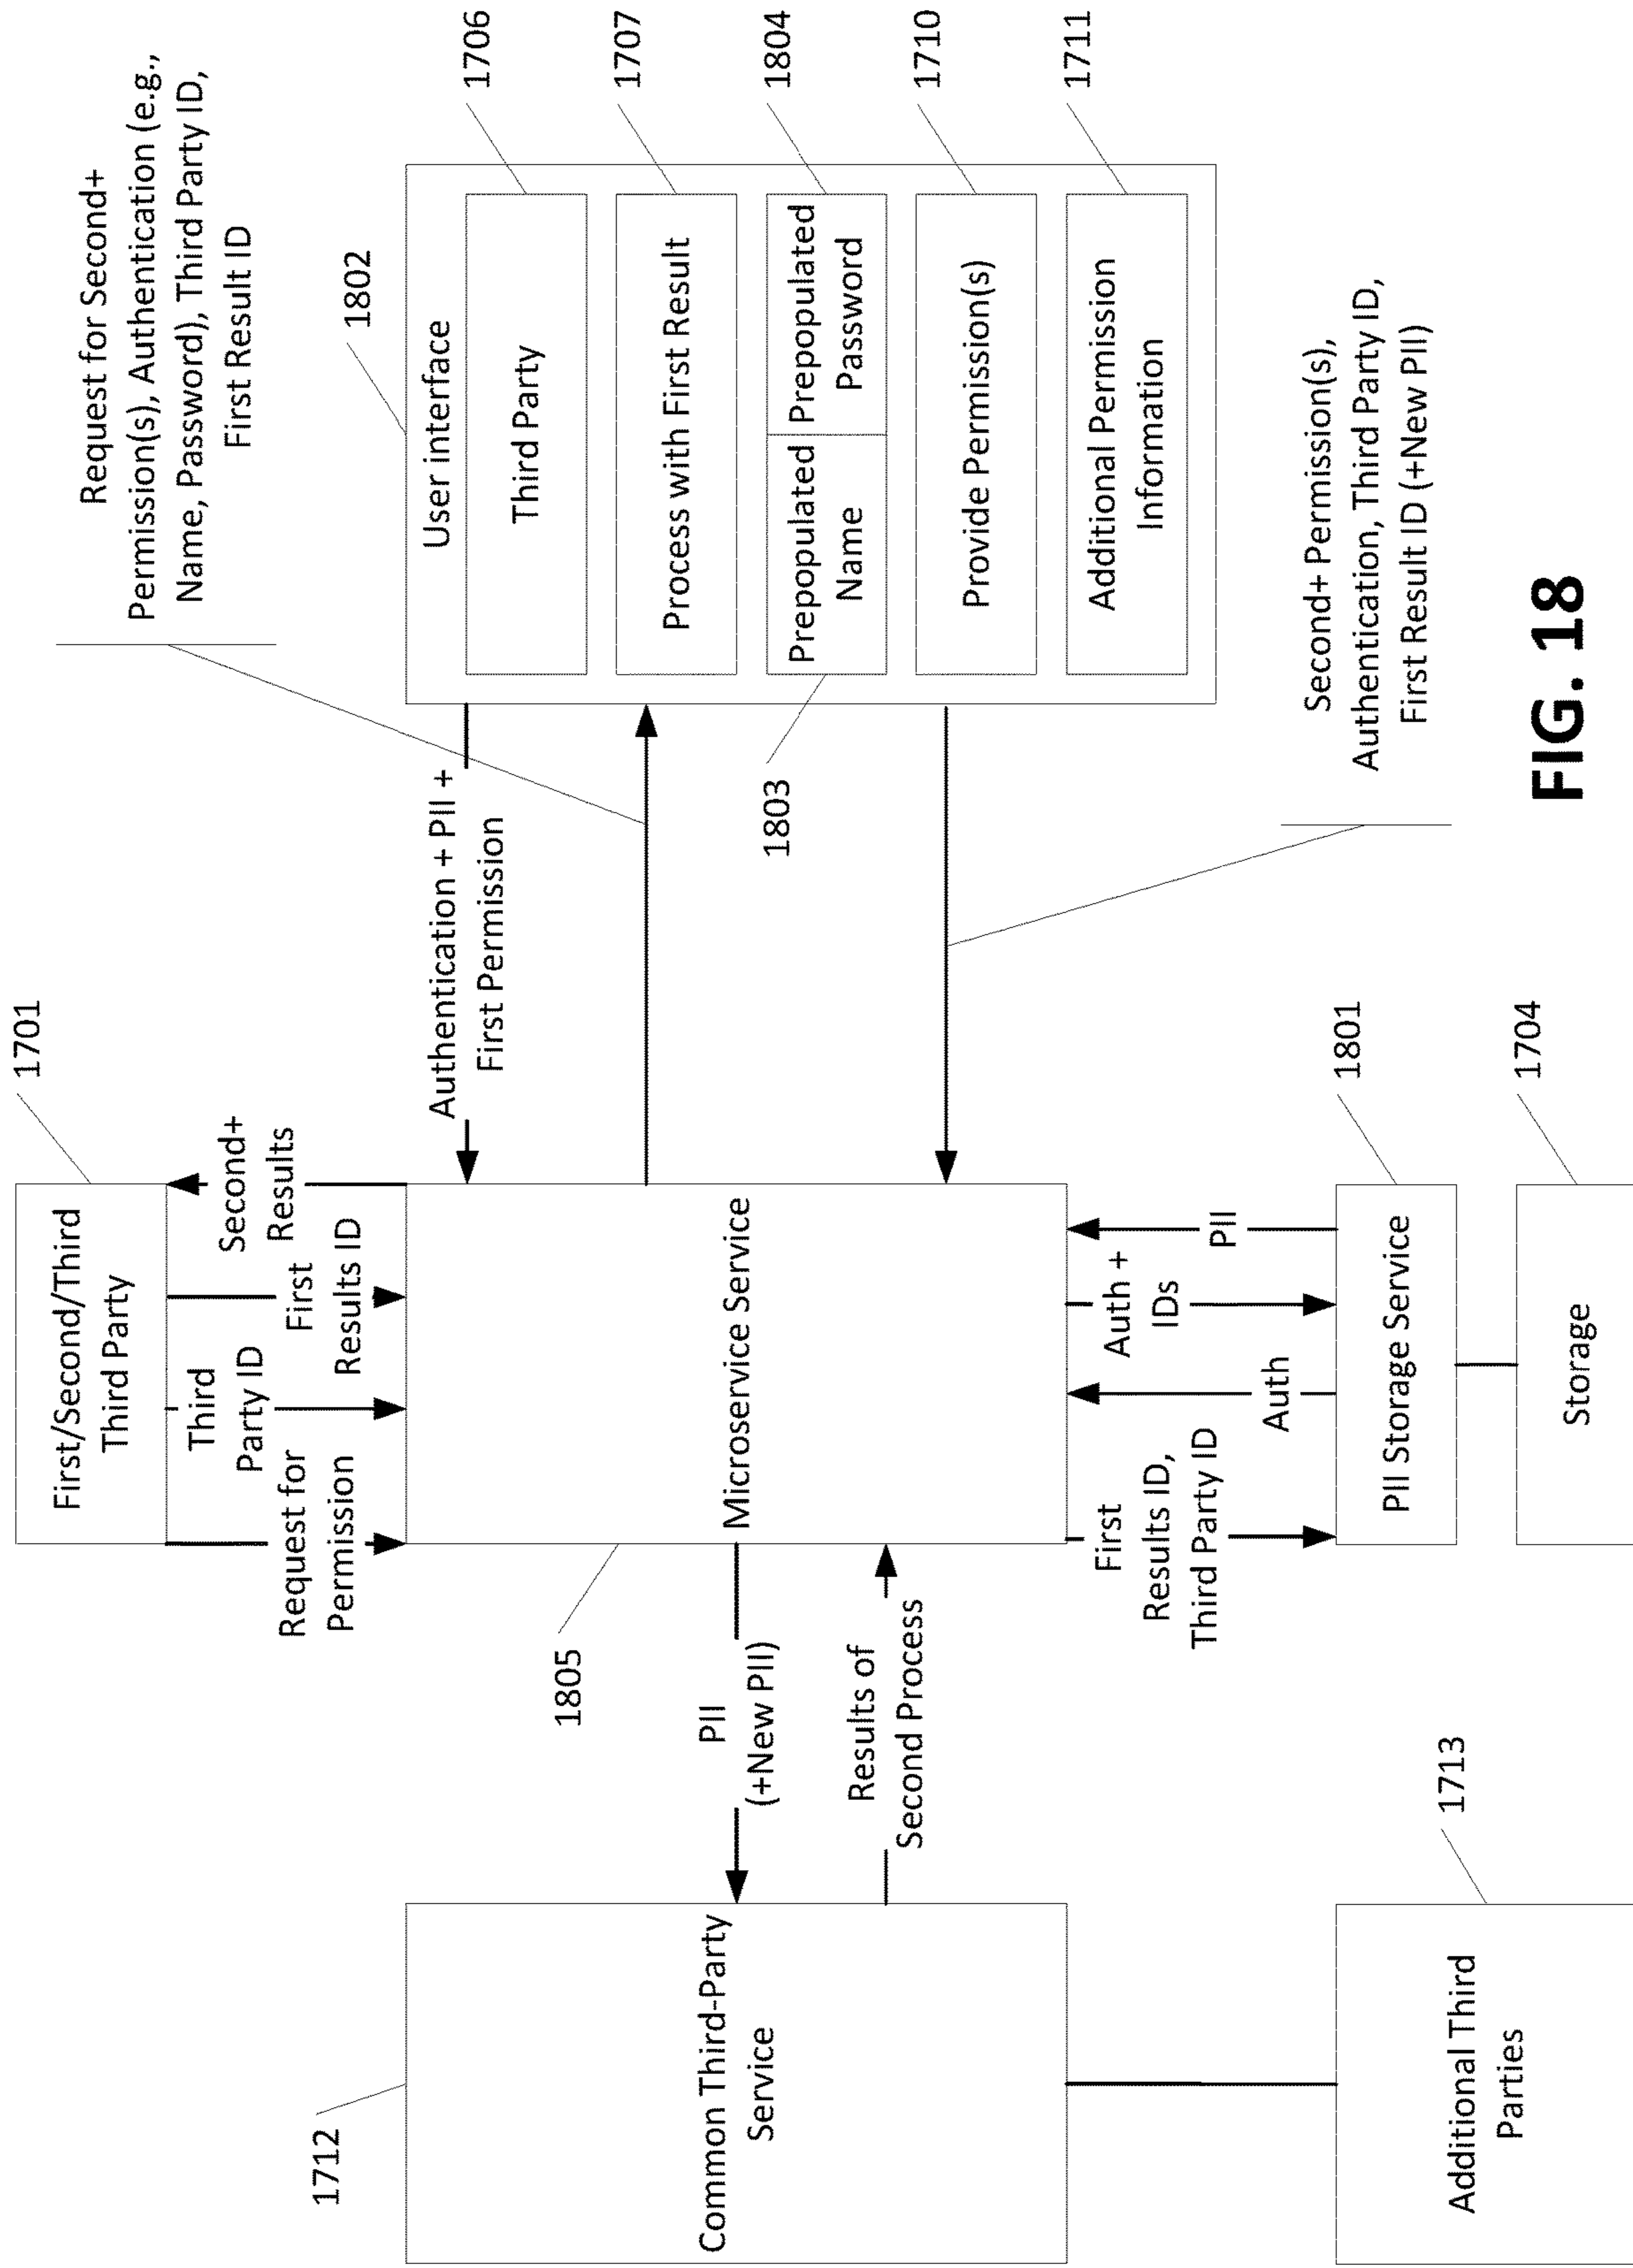 1701
First/Second/Third
Third Party
Request for
Permission
Third
Party ID
First
Results ID
Second+
Results
Request for Second+
Permission(s), Authentication (e.g.,
Name, Password), Third Party ID,
First Result ID
1712
Common Third-Party
Service
PII
(+New PII)
Results of
Second Process
1805
Microservice Service
Authentication + PII +
First Permission
1802
User interface
Third Party
1706
Process with First Result
1707
Prepopulated
Name
Prepopulated
Password
1803
1804
Provide Permission(s)
1710
Additional Permission
Information
1711
First
Results ID,
Third Party ID
Auth
Auth +
IDs
PII
Second+ Permission(s),
Authentication, Third Party ID,
First Result ID (+New PII)
1713
Additional Third
Parties
PII Storage Service
1801
Storage
1704
FIG. 18